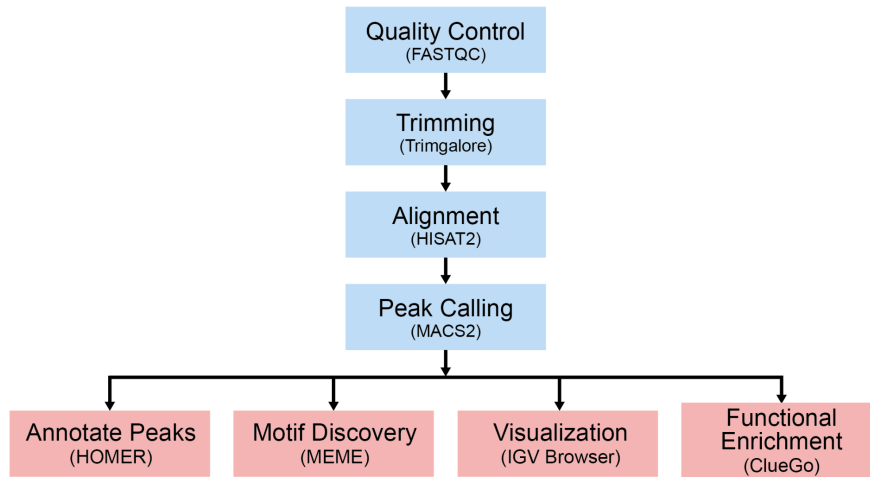 Quality Control
(FASTQC)
Trimming
(Trimgalore)
Alignment
(HISAT2)
Peak Calling
(MACS2)
Annotate Peaks
(HOMER)
Motif Discovery
(MEME)
Visualization
(IGV Browser)
Functional
Enrichment
(ClueGo)